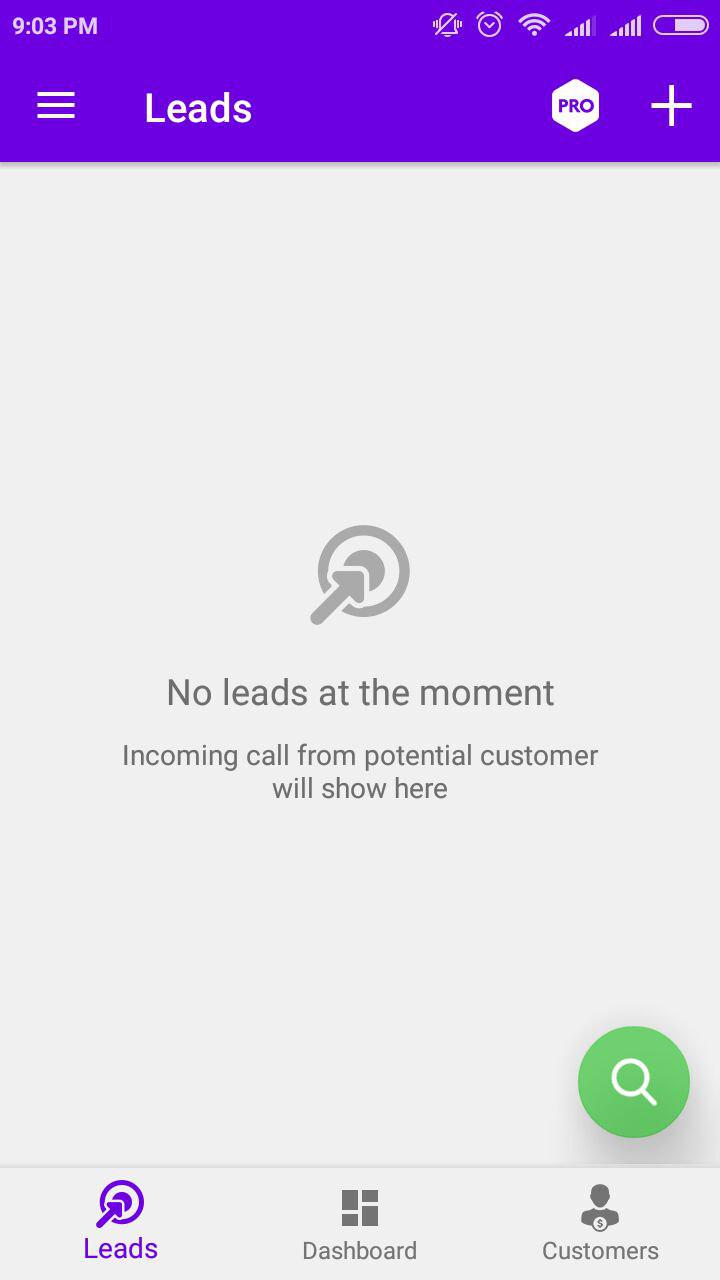 9:03 PM
Leads
PRO
No leads at the moment
Incoming call from potential customer
will show here
$
Leads
Dashboard
Customers